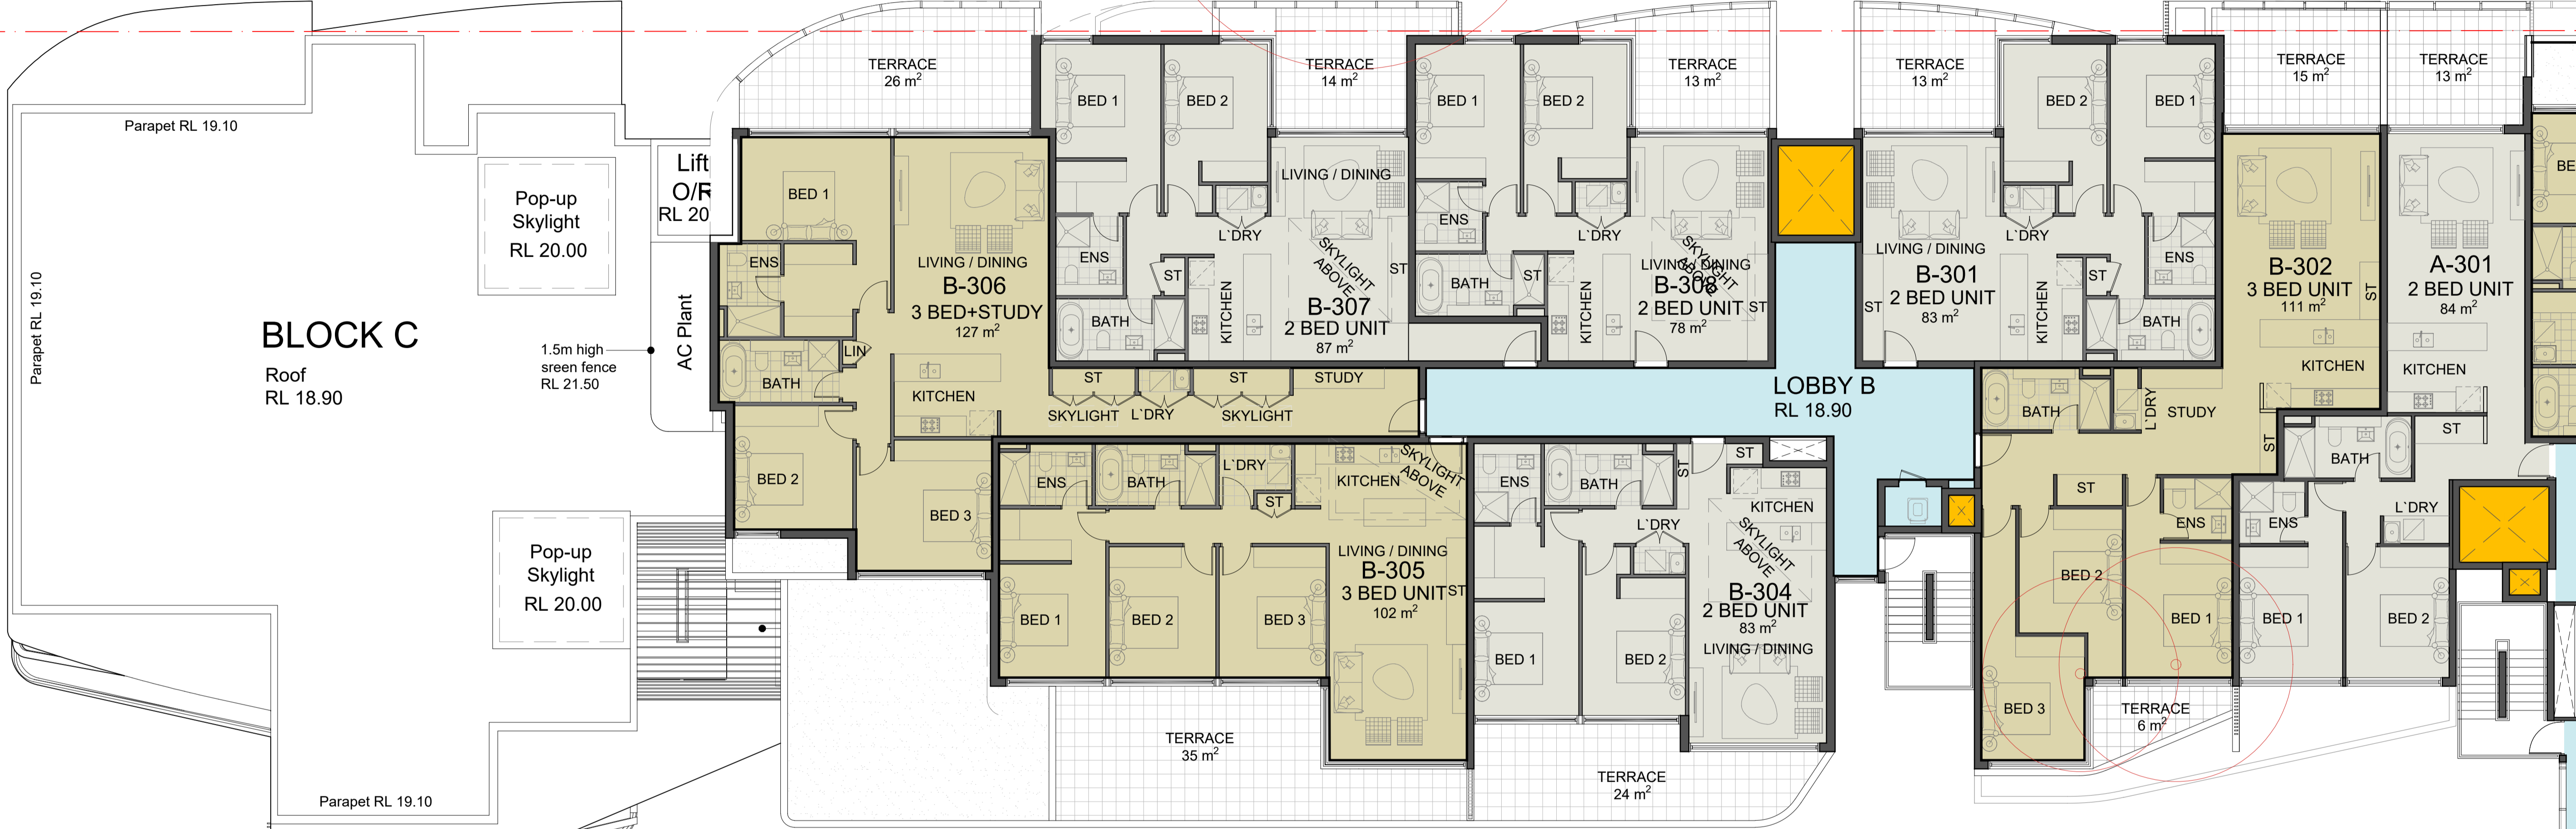 BLOCK C
Roof
RL 18.90
Parapet RL 19.10
Parapet RL 19.10
Parapet RL 19.10
Pop-up
Skylight
RL 20.00
Pop-up
Skylight
RL 20.00
1.5m high
sreen fence
RL 21.50
AC Plant
Lift
O/R
RL 20
TERRACE
26 m²
BED 1
ENS
LIVING / DINING
B-306
3 BED+STUDY
127 m²
LIN
BATH
KITCHEN
BED 2
BED 3
ST
ST
STUDY
SKYLIGHT
L`DRY
SKYLIGHT
BED 1
BED 2
TERRACE
14 m²
LIVING / DINING
L`DRY
SKYLIGHT
ABOVE
ENS
ST
ST
KITCHEN
BATH
B-307
2 BED UNIT
87 m²
BED 1
BED 2
TERRACE
13 m²
ENS
L`DRY
BATH
ST
SKYLIGHT
ABOVE
LIVING / DINING
B-308
2 BED UNIT
78 m²
ST
KITCHEN
TERRACE
13 m²
BED 2
BED 1
LIVING / DINING
B-301
2 BED UNIT
83 m²
ST
L`DRY
ENS
ST
KITCHEN
BATH
TERRACE
15 m²
B-302
3 BED UNIT
111 m²
ST
KITCHEN
BATH
L`DRY
STUDY
ST
ST
ENS
BED 2
BED 1
BED 3
TERRACE
6 m²
TERRACE
13 m²
A-301
2 BED UNIT
84 m²
KITCHEN
ST
BATH
ENS
L`DRY
BED 1
BED 2
BE
LOBBY B
RL 18.90
ENS
BATH
L`DRY
ST
KITCHEN
SKYLIGHT
ABOVE
LIVING / DINING
B-305
3 BED UNIT
102 m²
ST
BED 1
BED 2
BED 3
TERRACE
35 m²
ENS
BATH
ST
ST
KITCHEN
L`DRY
SKYLIGHT
ABOVE
B-304
2 BED UNIT
83 m²
LIVING / DINING
BED 1
BED 2
TERRACE
24 m²